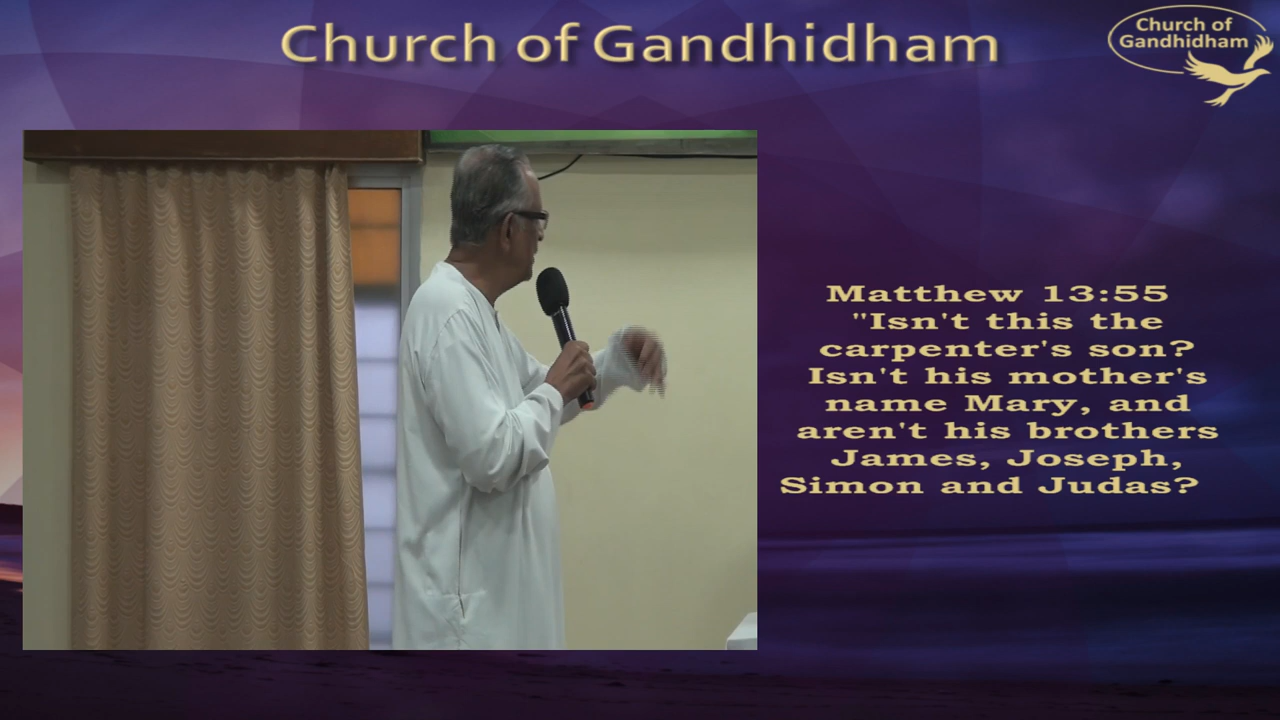 Church of Gandhidham
Church of
Gandhidham
Matthew 13:55
"Isn't this the
carpenter's son?
Isn't his mother's
name Mary, and
aren't his brothers
James, Joseph,
Simon and Judas?